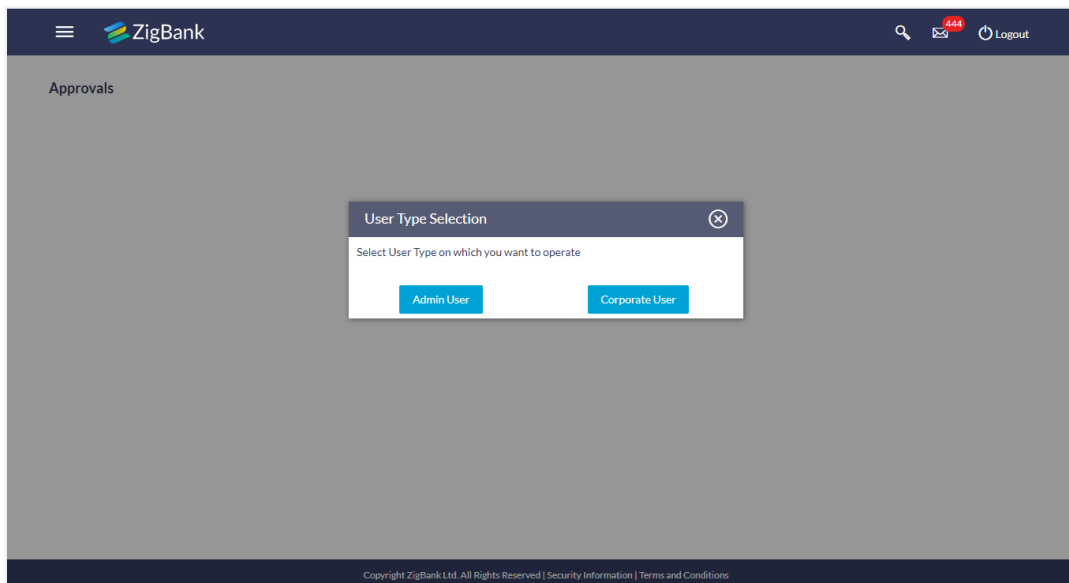 ZigBank
444
Logout
Approvals
User Type Selection
Select User Type on which you want to operate
Admin User
Corporate User
Copyright ZigBank Ltd. All Rights Reserved | Security Information | Terms and Conditions